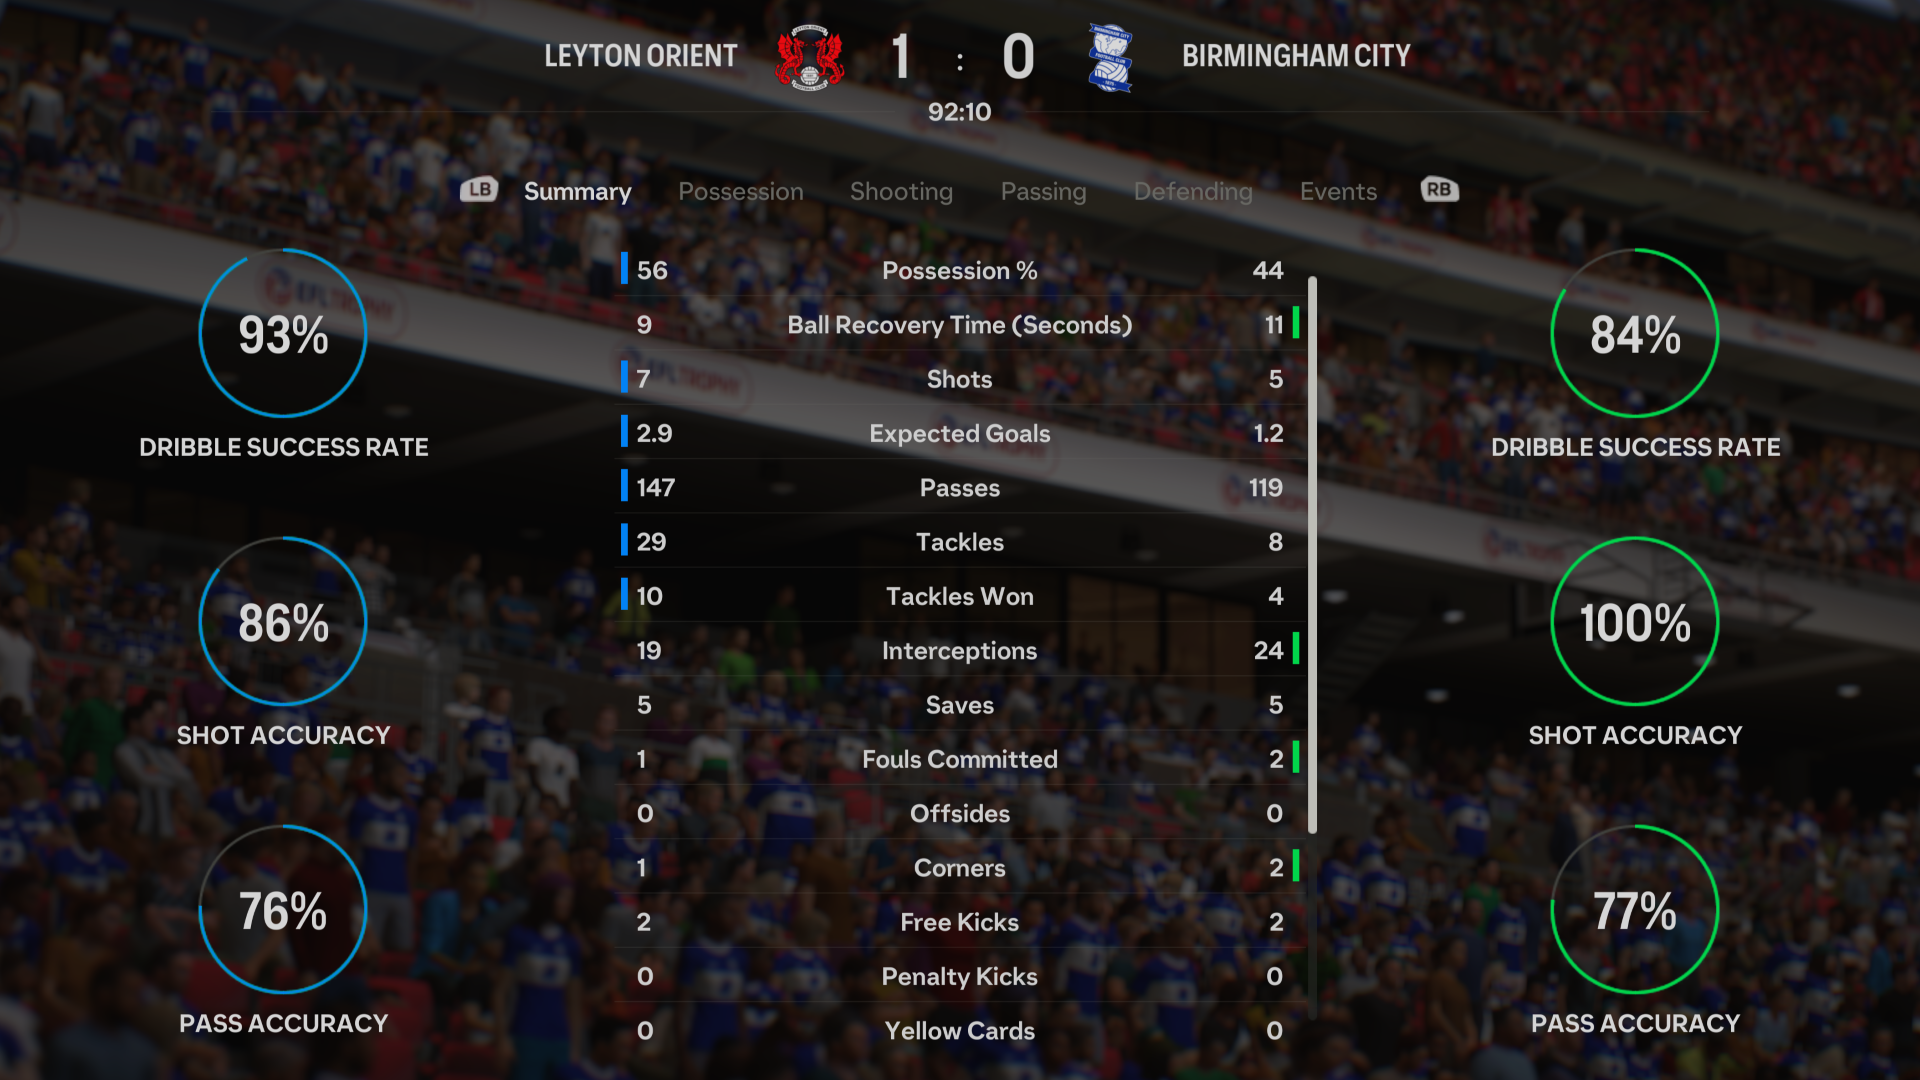 LEYTON ORIENT 1 : 0 BIRMINGHAM CITY
92:10
LB Summary Possession Shooting Passing Defending Events RB
93%
DRIBBLE SUCCESS RATE
86%
SHOT ACCURACY
76%
PASS ACCURACY
56 Possession % 44
9 Ball Recovery Time (Seconds) 11
7 Shots 5
2.9 Expected Goals 1.2
147 Passes 119
29 Tackles 8
10 Tackles Won 4
19 Interceptions 24
5 Saves 5
1 Fouls Committed 2
0 Offsides 0
1 Corners 2
2 Free Kicks 2
0 Penalty Kicks 0
0 Yellow Cards 0
84%
DRIBBLE SUCCESS RATE
100%
SHOT ACCURACY
77%
PASS ACCURACY
EFL TROPHY